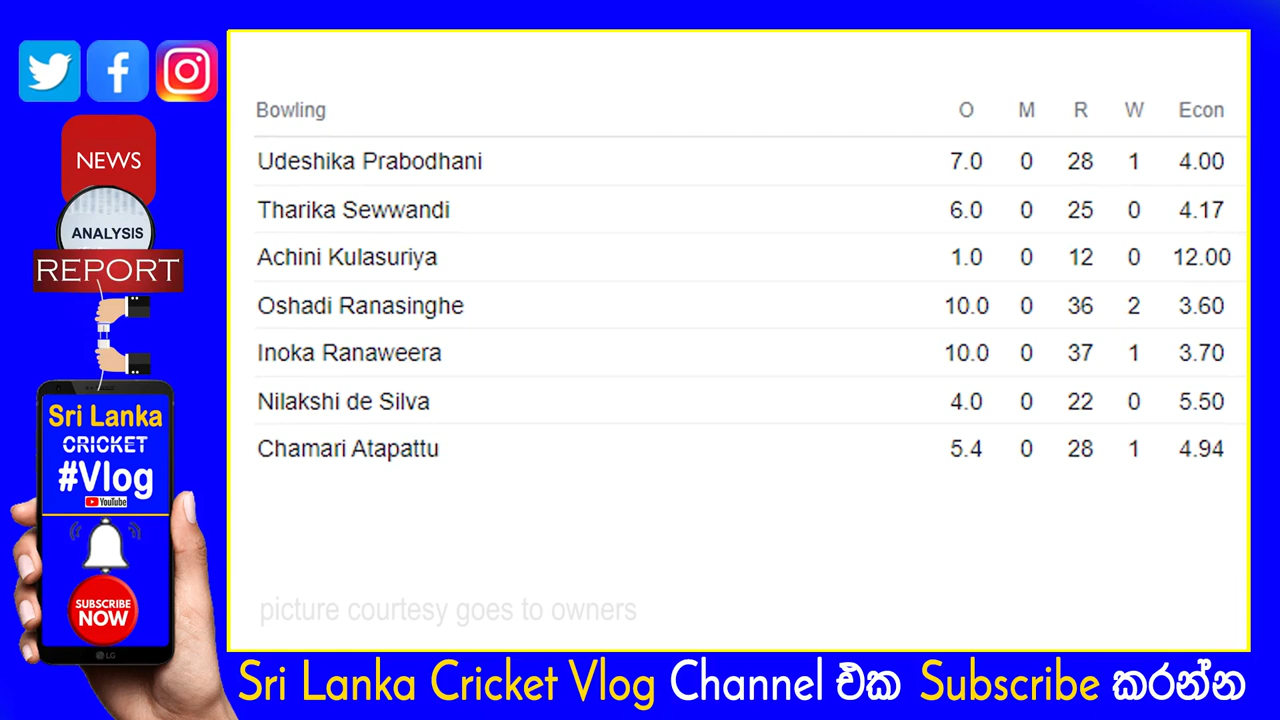 NEWS
ANALYSIS
REPORT
Sri Lanka
CRICKET
#Vlog
YouTube
SUBSCRIBE
NOW
LG
Bowling O M R W Econ
Udeshika Prabodhani 7.0 0 28 1 4.00
Tharika Sewwandi 6.0 0 25 0 4.17
Achini Kulasuriya 1.0 0 12 0 12.00
Oshadi Ranasinghe 10.0 0 36 2 3.60
Inoka Ranaweera 10.0 0 37 1 3.70
Nilakshi de Silva 4.0 0 22 0 5.50
Chamari Atapattu 5.4 0 28 1 4.94
picture courtesy goes to owners
Sri Lanka Cricket Vlog Channel එක Subscribe කරන්න